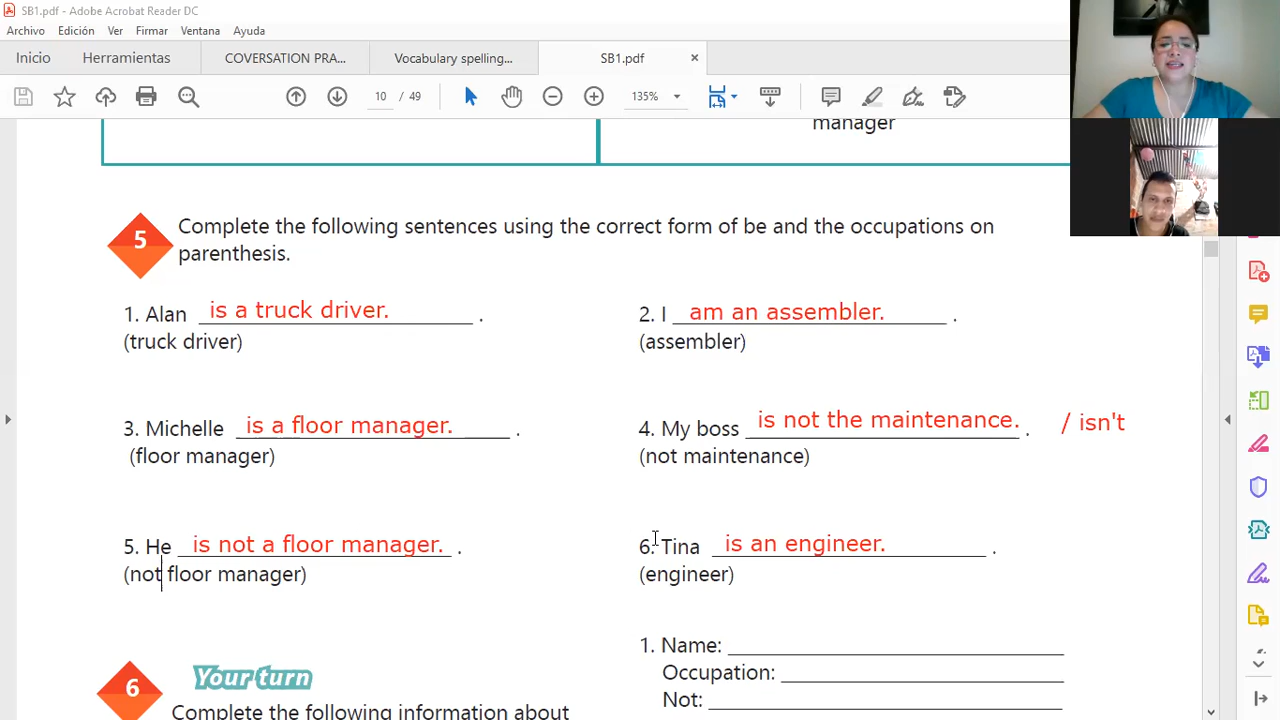 SB1.pdf - Adobe Acrobat Reader DC
Archivo Edición Ver Firmar Ventana Ayuda
Inicio Herramientas COVERSATION PRA... Vocabulary spelling... SB1.pdf ×
10 / 49 135%
manager
5 Complete the following sentences using the correct form of be and the occupations on
parenthesis.
1. Alan is a truck driver. .
(truck driver)
2. I am an assembler. .
(assembler)
3. Michelle is a floor manager. .
(floor manager)
4. My boss is not the maintenance. . / isn't
(not maintenance)
5. He is not a floor manager. .
(not floor manager)
6. Tina is an engineer. .
(engineer)
1. Name:
Occupation:
Not:
6 Your turn
Complete the following information about